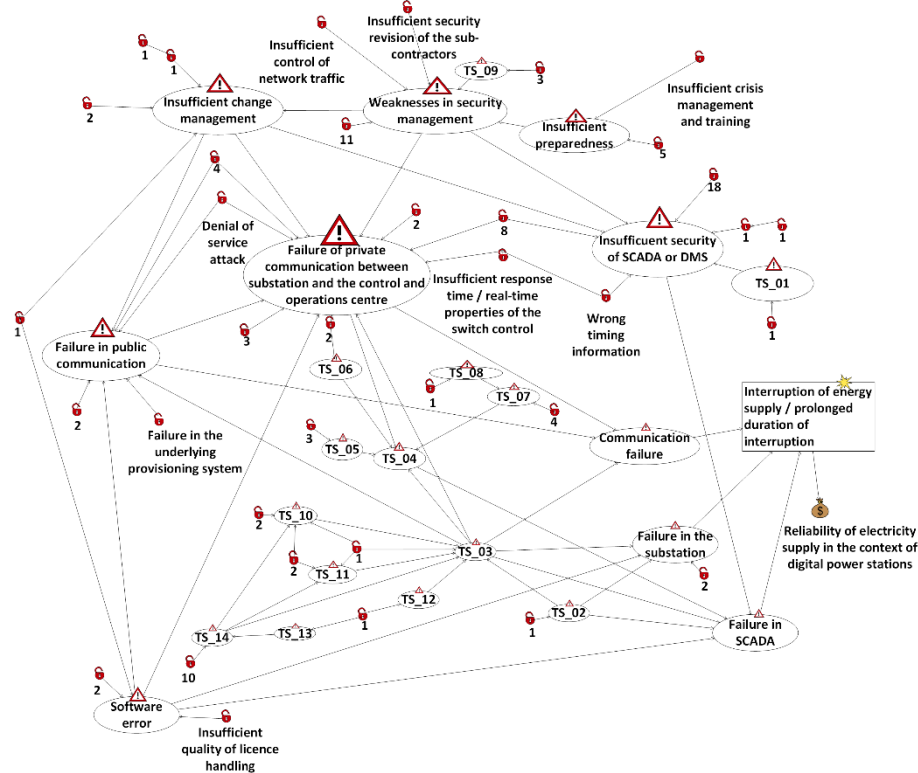 Insufficient security
revision of the sub-
contractors
Insufficient
control of
network traffic
1
1
TS_09
3
Insufficient crisis
management
and training
2
Insufficient change
management
Weaknesses in security
management
11
Insufficient
preparedness
5
4
18
Denial of
service
attack
2
8
Failure of private
communication between
substation and the control and
operations centre
Insufficuent security
of SCADA or DMS
1
1
TS_01
1
Insufficient response
time / real-time
properties of the
switch control
Wrong
timing
information
1
3
2
Failure in public
communication
TS_06
TS_08
1
TS_07
4
2
Failure in the
underlying
provisioning system
3
TS_05
TS_04
Communication
failure
Interruption of energy
supply / prolonged
duration of
interruption
$
Reliability of electricity
supply in the context of
digital power stations
2
TS_10
2
TS_11
1
TS_03
Failure in the
substation
2
TS_12
1
TS_02
1
TS_14
TS_13
10
Failure in
SCADA
2
Software
error
Insufficient
quality of licence
handling